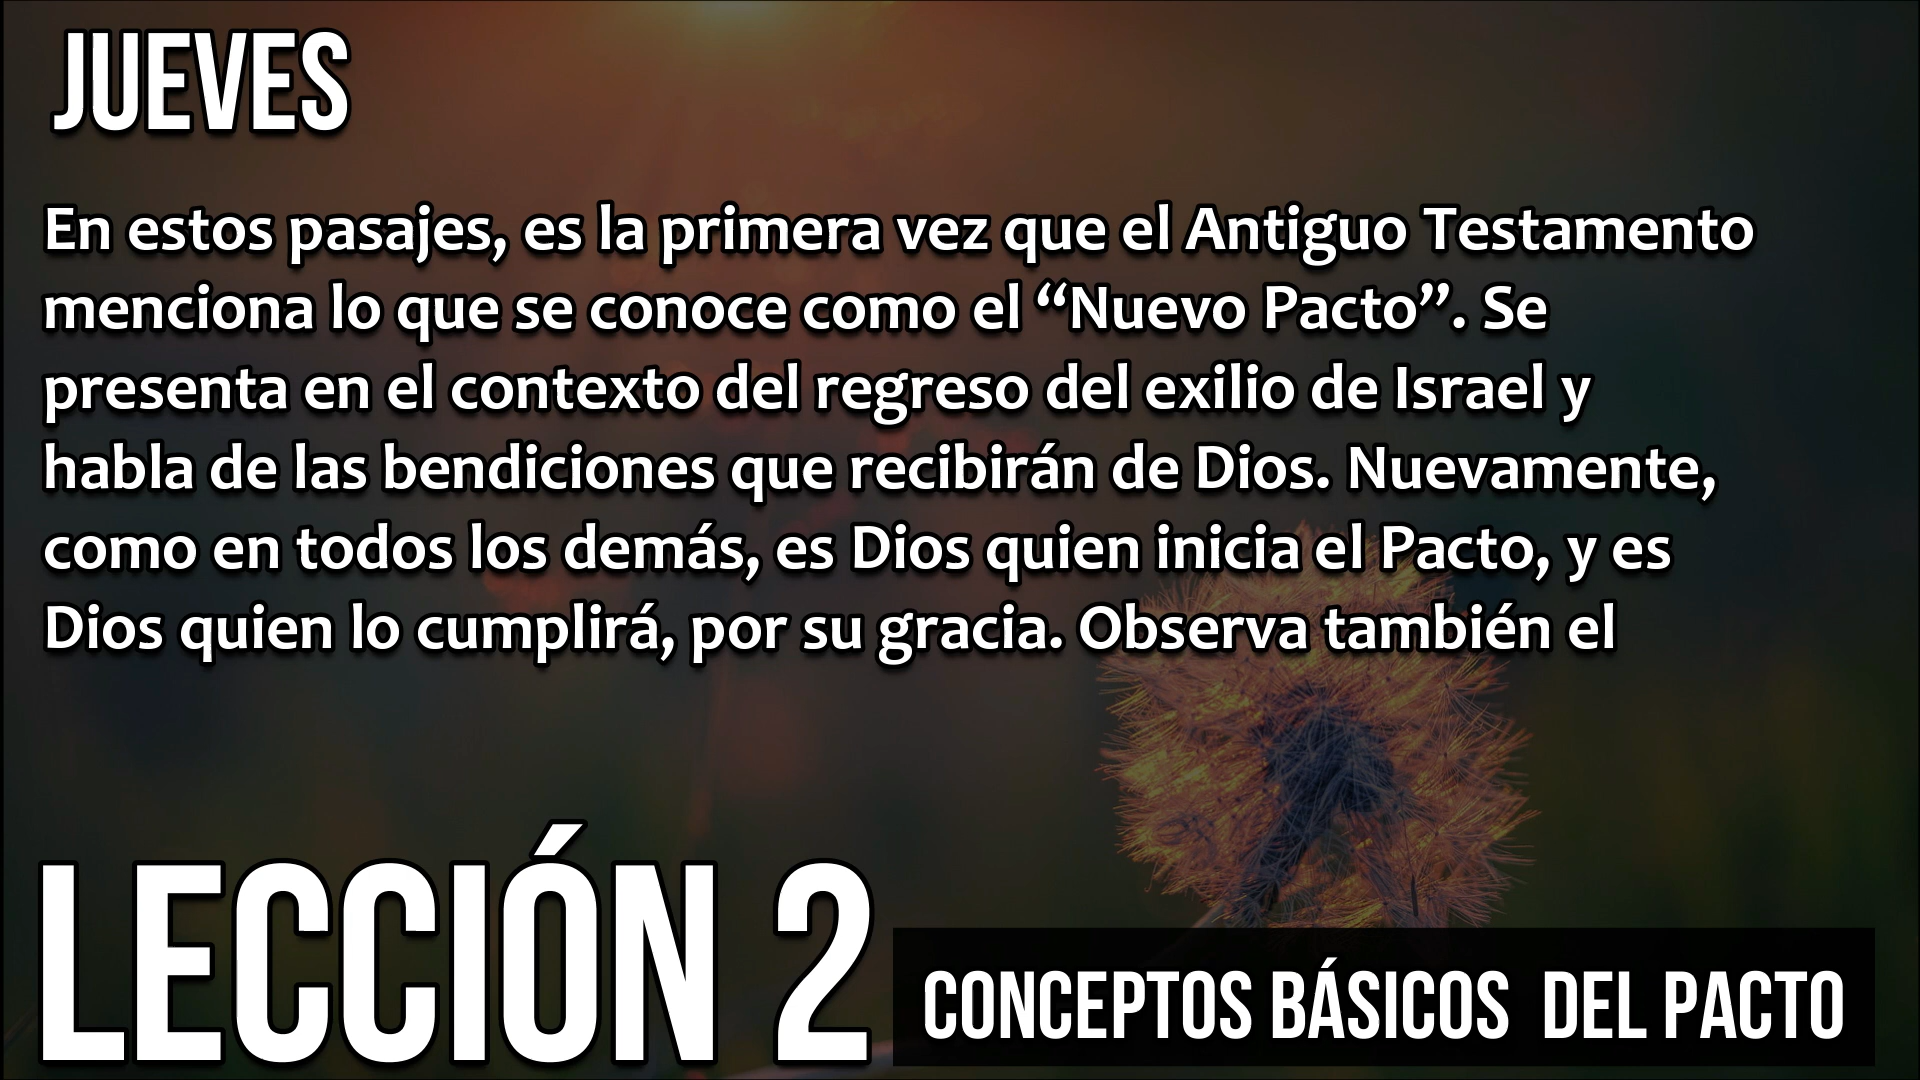 JUEVES
En estos pasajes, es la primera vez que el Antiguo Testamento
menciona lo que se conoce como el “Nuevo Pacto”. Se
presenta en el contexto del regreso del exilio de Israel y
habla de las bendiciones que recibirán de Dios. Nuevamente,
como en todos los demás, es Dios quien inicia el Pacto, y es
Dios quien lo cumplirá, por su gracia. Observa también el
LECCIÓN 2
CONCEPTOS BÁSICOS DEL PACTO